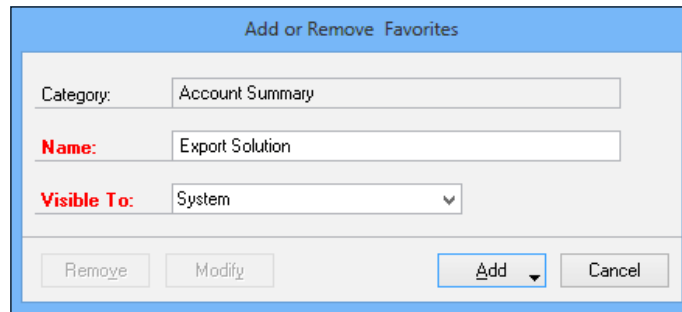 Add or Remove  Favorites
Category: Account Summary
Name: Export Solution
Visible To: System
Remove Modify Add Cancel